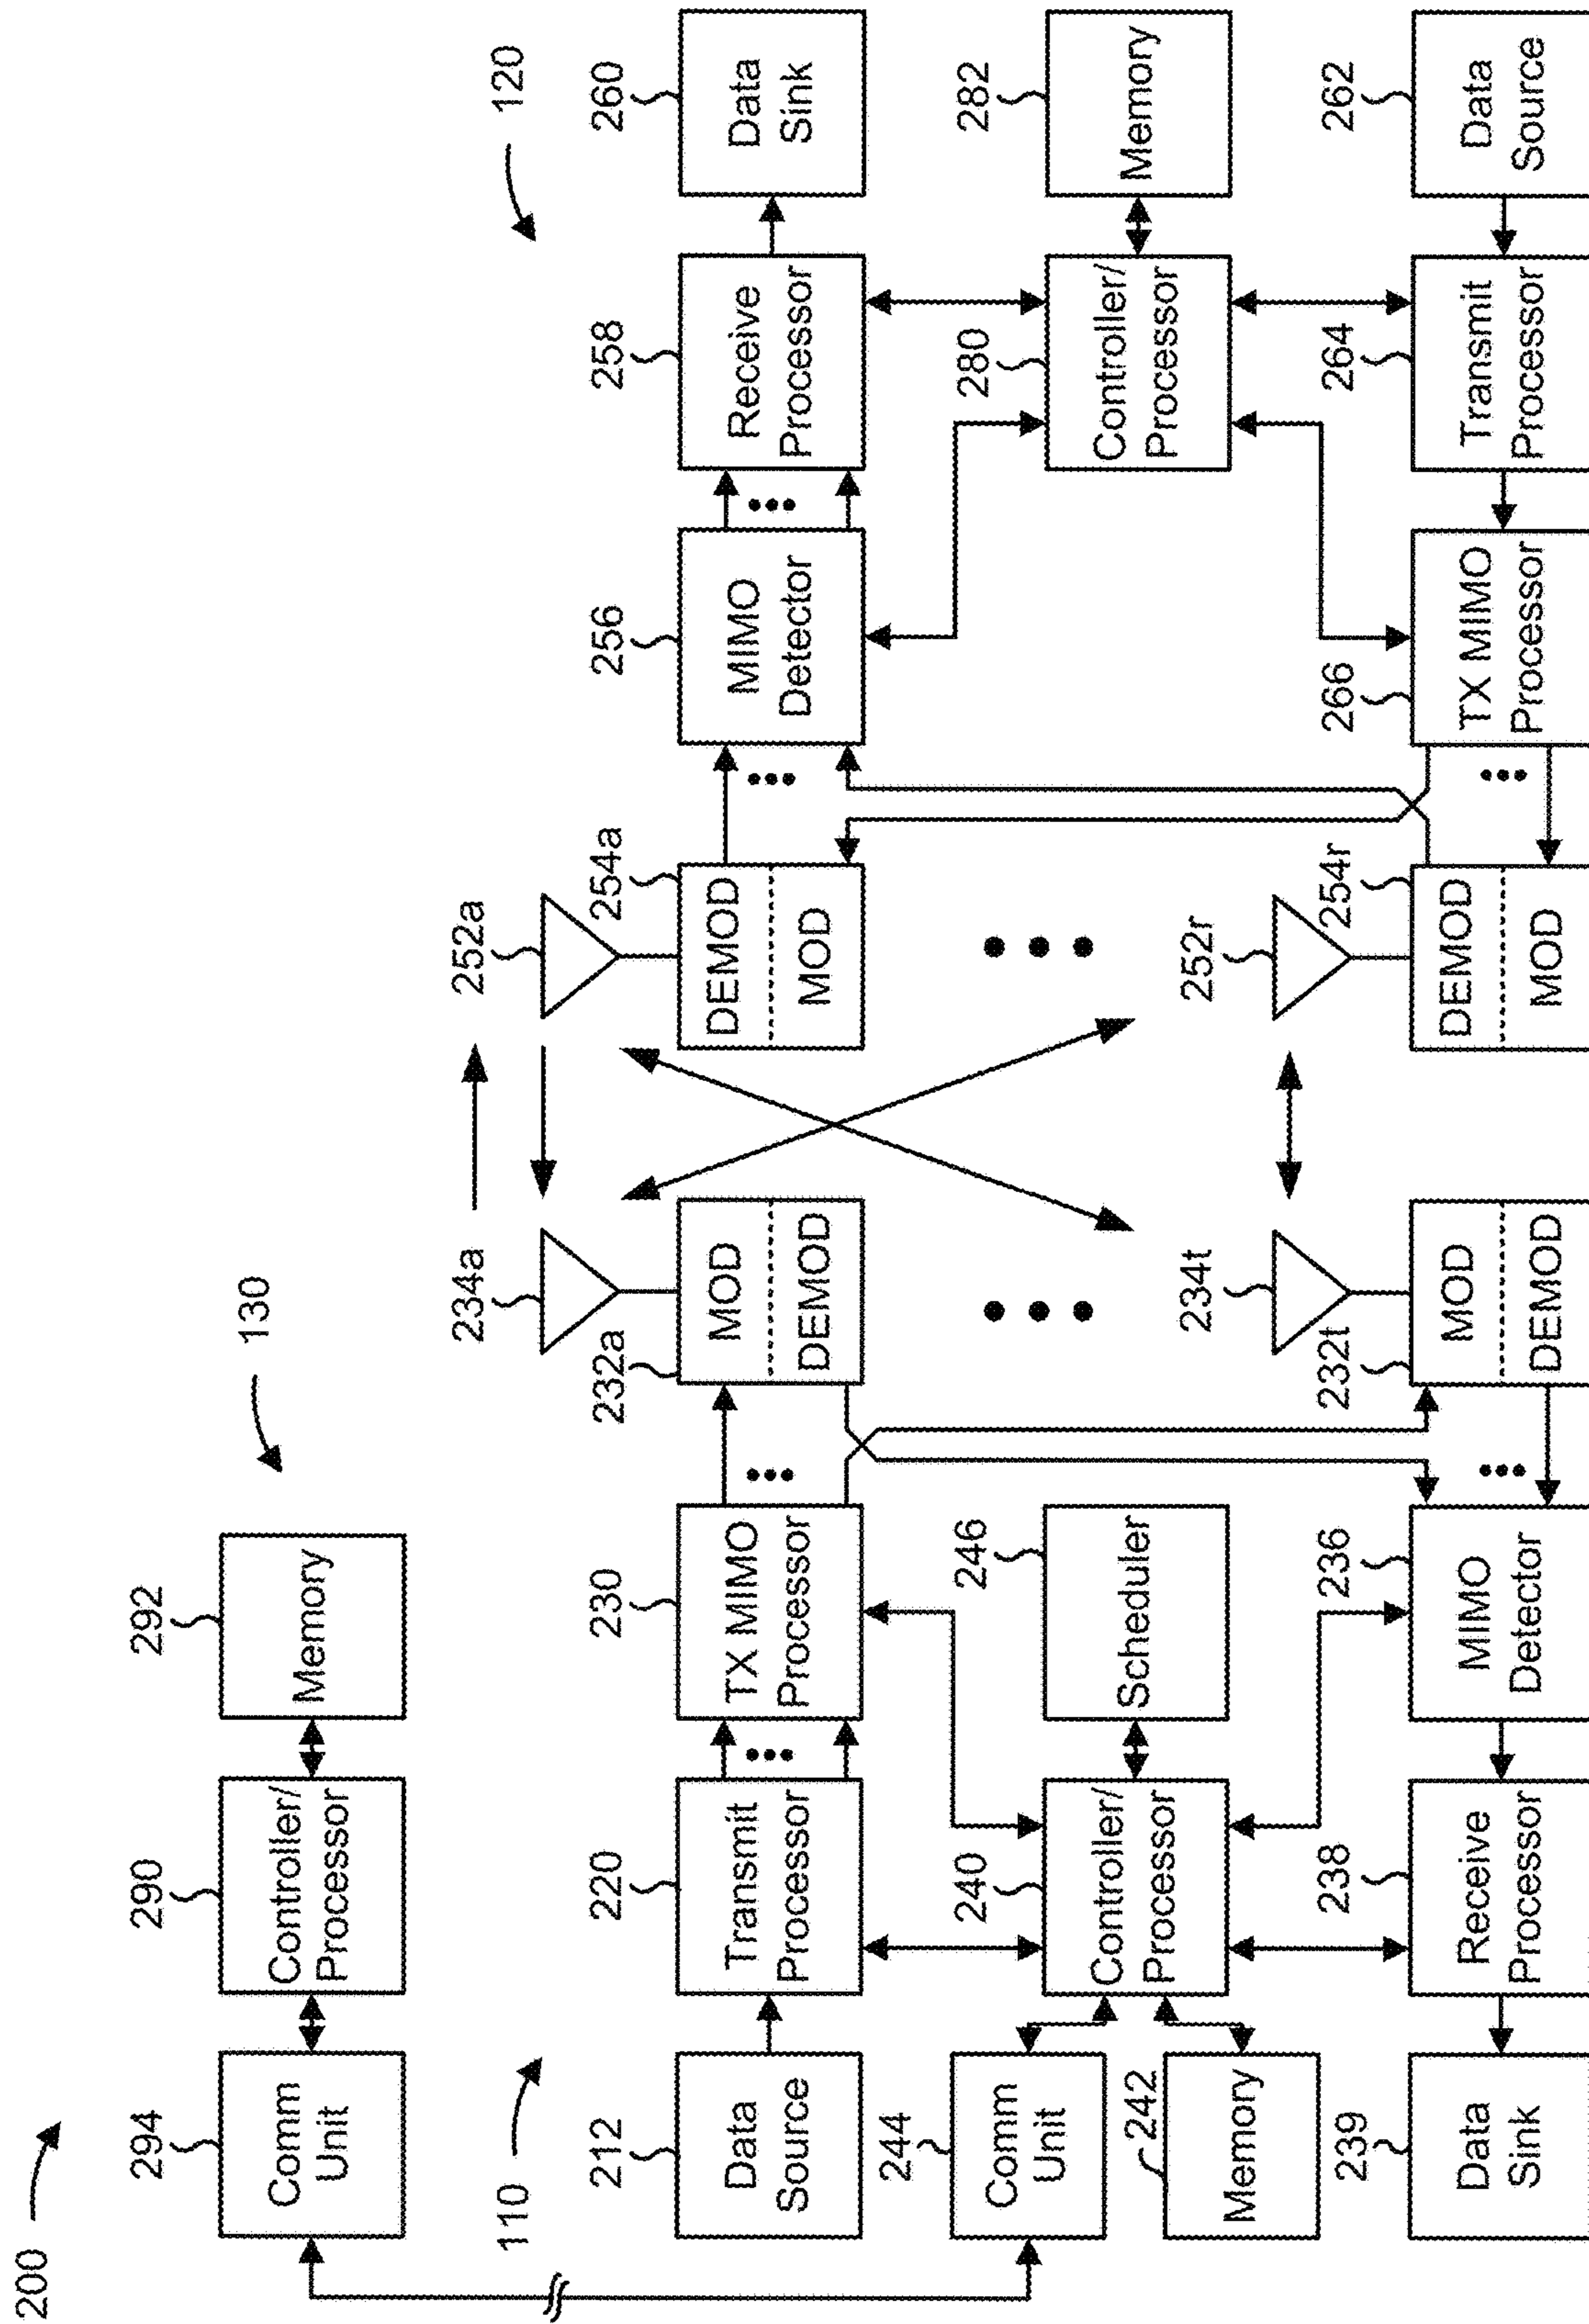 200
130
294
290
292
Comm
Unit
Controller/
Processor
Memory
110
120
212
220
230
232a
234a
252a
254a
256
258
260
Data
Source
Transmit
Processor
TX MIMO
Processor
MOD
DEMOD
DEMOD
MOD
MIMO
Detector
Receive
Processor
Data
Sink
244
240
246
280
282
Comm
Unit
242
Memory
Controller/
Processor
Scheduler
Controller/
Processor
Memory
239
238
236
232t
234t
252r
254r
266
264
262
Data
Sink
Receive
Processor
MIMO
Detector
MOD
DEMOD
DEMOD
MOD
TX MIMO
Processor
Transmit
Processor
Data
Source